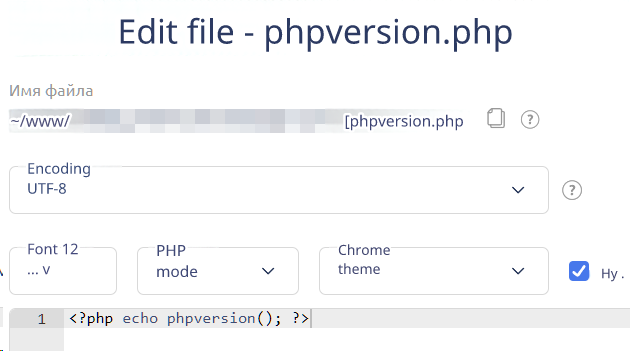 Edit file - phpversion.php
Имя файла
~/www/ [phpversion.php
Encoding
UTF-8
Font 12
... v
PHP
mode
Chrome
theme
Ну .
1 <?php echo phpversion(); ?>